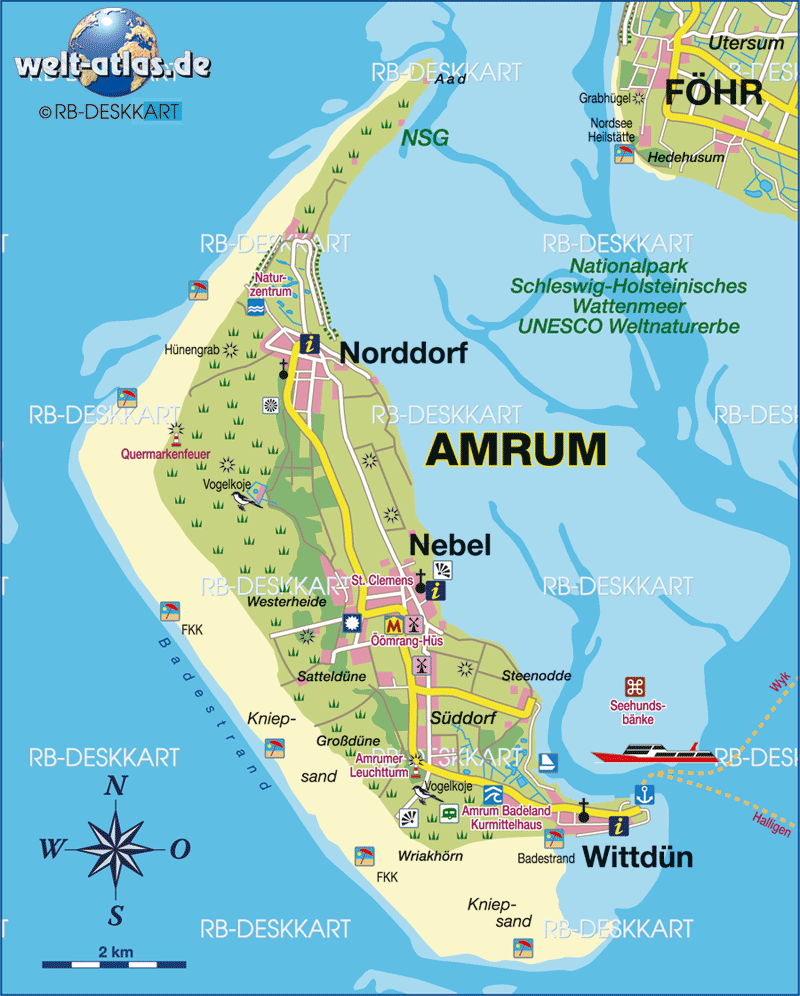 welt-atlas.de
© RB-DESKKART
RB-DESKKART
Utersum
FÖHR
Aad
Grabhügel
Nordsee
Heilstätte
Hedehusum
NSG
RB-DESKKART
RB-DESKKART
Nationalpark
Schleswig-Holsteinisches
Wattenmeer
UNESCO Weltnaturerbe
Natur-
zentrum
Hünengrab
Norddorf
RB-DESKKART
RB-DESKKART
RB-DE
Quermarkenfeuer
AMRUM
Vogelkoje
Nebel
St. Clemens
RB-DESKKART
RB-DESKKART
Westerheide
FKK
M
Öömrang-Hüs
Badestrand
Satteldüne
Steenodde
Seehunds-
bänke
Wyk
Kniep-
sand
Süddorf
Großdüne
RB-DESKKART
RB-DESKKART
RB-DE
Amrumer
Leuchtturm
Vogelkoje
Amrum Badeland
Kurmittelhaus
Halligen
N
W
O
S
Wriakhörn
Badestrand
Wittdün
FKK
Kniep-
sand
RB-DESKKART
RB-DESKKART
2 km